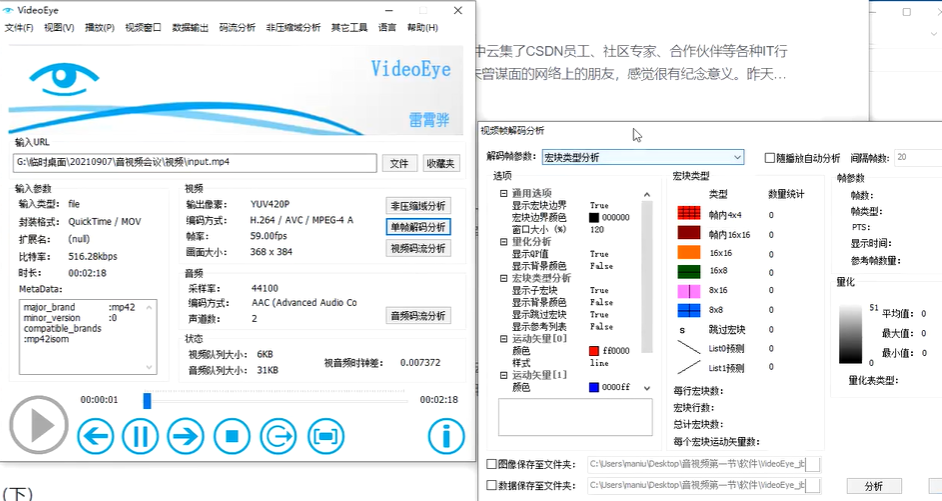 VideoEye
文件(F) 视图(V) 播放(P) 视频窗口 数据输出 码流分析 非压缩域分析 其它工具 语言 帮助(H)
VideoEye
雷霄骅
输入URL
G:\临时桌面\20210907\音视频会议\视频\input.mp4 文件 收藏夹
输入参数
输入类型: file
封装格式: QuickTime / MOV
扩展名: (null)
比特率: 516.28kbps
时长: 00:02:18
MetaData:
major_brand :mp42
minor_version :0
compatible_brands
:mp42isom
视频
输出像素: YUV420P
编码方式: H.264 / AVC / MPEG-4 A
帧率: 59.00fps
画面大小: 368 x 384
非压缩域分析
单帧解码分析
视频码流分析
音频
采样率: 44100
编码方式: AAC (Advanced Audio Co
声道数: 2
音频码流分析
状态
视频队列大小: 6KB
音频队列大小: 31KB
视音频时钟差: 0.007372
00:00:01 00:02:18
(下)
中云集了CSDN员工、社区专家、合作伙伴等各种IT行
未曾谋面的网络上的朋友，感觉很有纪念意义。昨天...
视频帧解码分析
解码帧参数: 宏块类型分析 随播放自动分析 间隔帧数: 20
选项
通用选项
显示宏块边界 True
宏块边界颜色 000000
窗口大小 (%) 120
量化分析
显示QP值 True
显示背景颜色 False
宏块类型分析
显示子宏块 True
显示背景颜色 False
显示跳过宏块 True
显示参考列表 False
运动矢量[0]
颜色 ff0000
样式 line
运动矢量[1]
颜色 0000ff
宏块类型
类型 数量统计
帧内4x4 0
帧内16x16 0
16x16 0
16x8 0
8x16 0
8x8 0
S 跳过宏块 0
List0预测 0
List1预测 0
每行宏块数:
宏块行数:
总计宏块数:
每个宏块运动矢量数:
帧参数
帧数:
帧类型:
PTS:
显示时间:
参考帧数量:
量化
51
0
平均值: 0
最大值: 0
最小值: 0
量化表类型:
图像保存至文件夹: C:\Users\maniu\Desktop\音视频第一节\软件\VideoEye_jb
数据保存至文件夹: C:\Users\maniu\Desktop\音视频第一节\软件\VideoEye_jb
分析